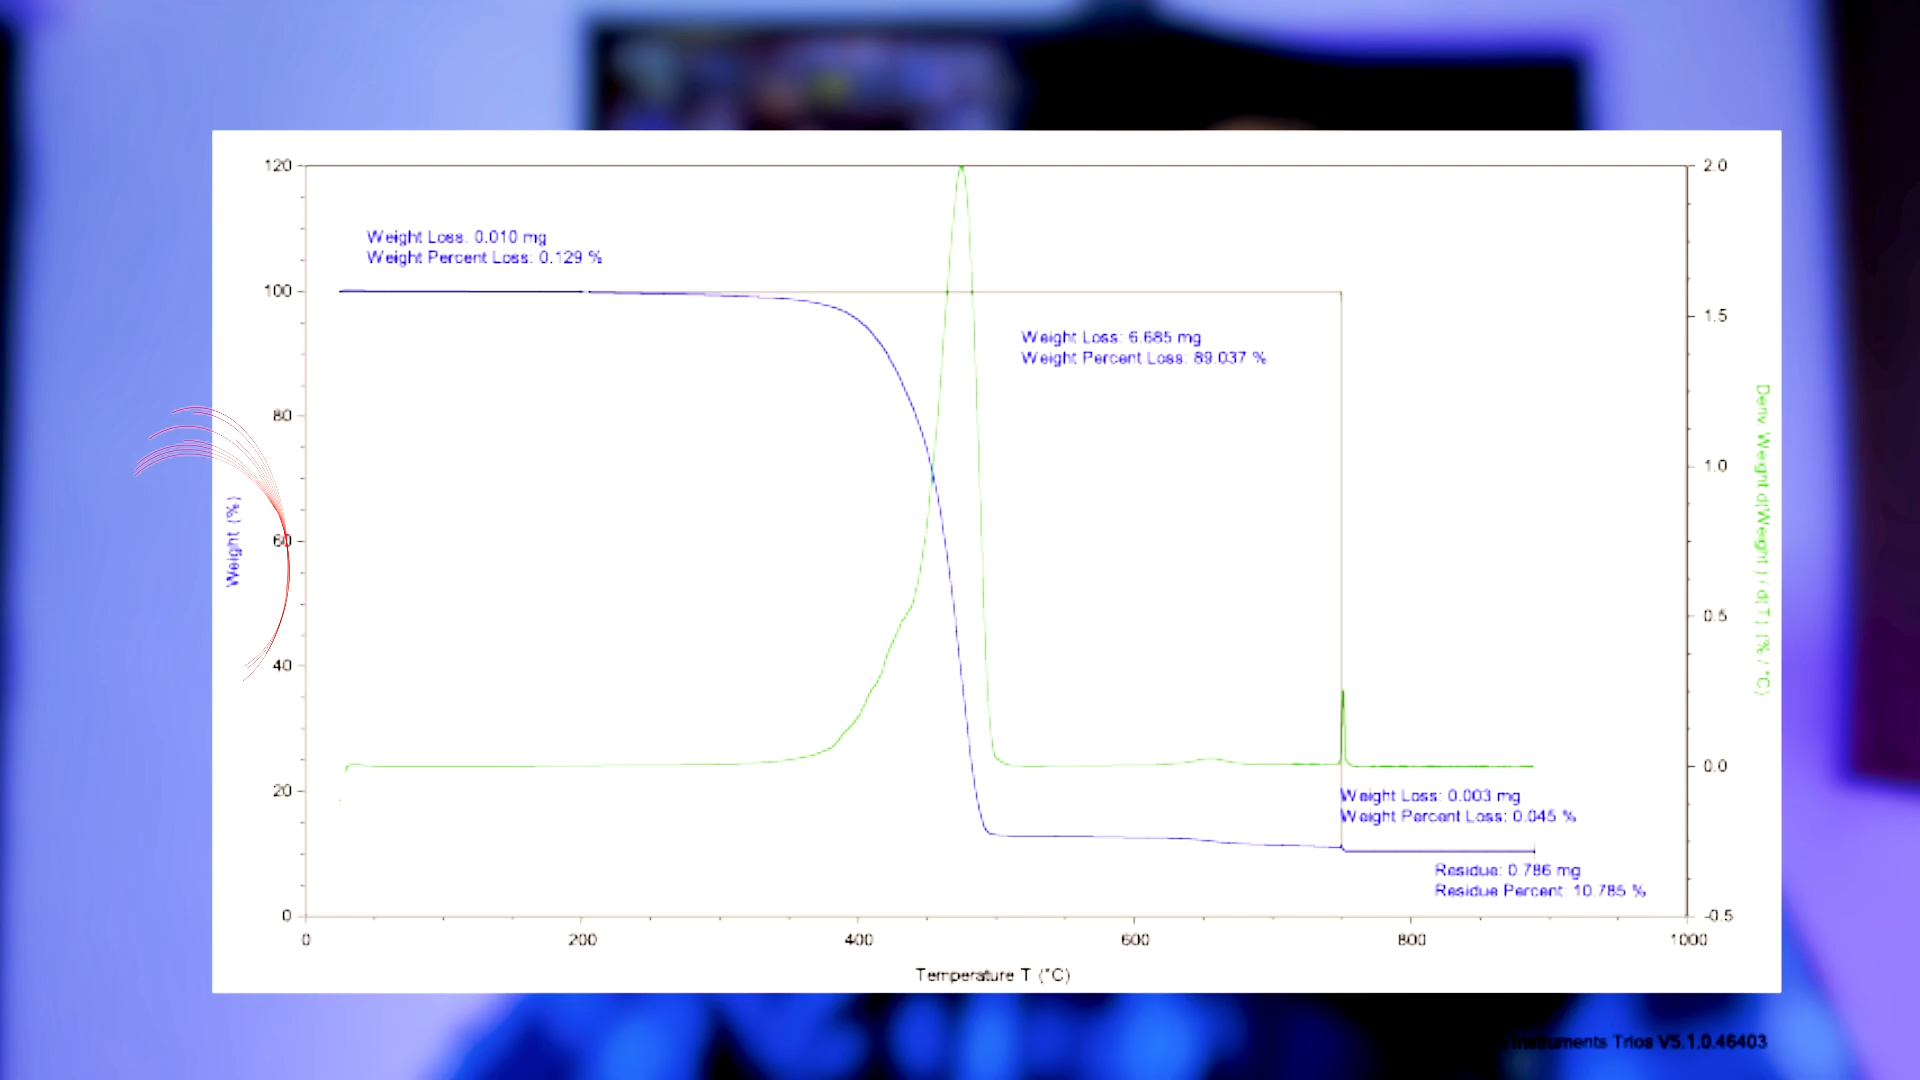 120
2.0
Weight Loss: 0.010 mg
Weight Percent Loss: 0.129 %
100
1.5
Weight Loss: 6.685 mg
Weight Percent Loss: 89.037 %
80
1.0
Weight (%)
60
Deriv. Weight d(Weight) / d(T) (% / °C)
0.5
40
0.0
20
Weight Loss: 0.003 mg
Weight Percent Loss: 0.045 %
Residue: 0.786 mg
Residue Percent: 10.785 %
0
-0.5
0 200 400 600 800 1000
Temperature T (°C)
Instruments Trios V5.1.0.46403